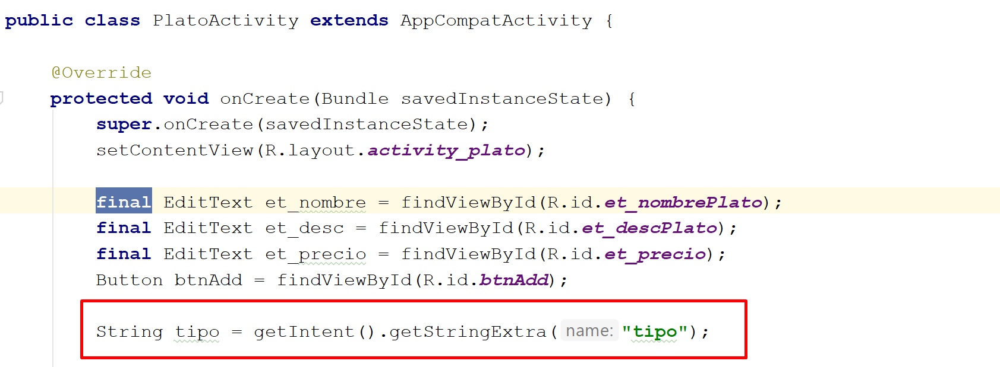 public class PlatoActivity extends AppCompatActivity {
@Override
protected void onCreate(Bundle savedInstanceState) {
super.onCreate(savedInstanceState);
setContentView(R.layout.activity_plato);
final EditText et_nombre = findViewById(R.id.et_nombrePlato);
final EditText et_desc = findViewById(R.id.et_descPlato);
final EditText et_precio = findViewById(R.id.et_precio);
Button btnAdd = findViewById(R.id.btnAdd);
String tipo = getIntent().getStringExtra( name: "tipo");